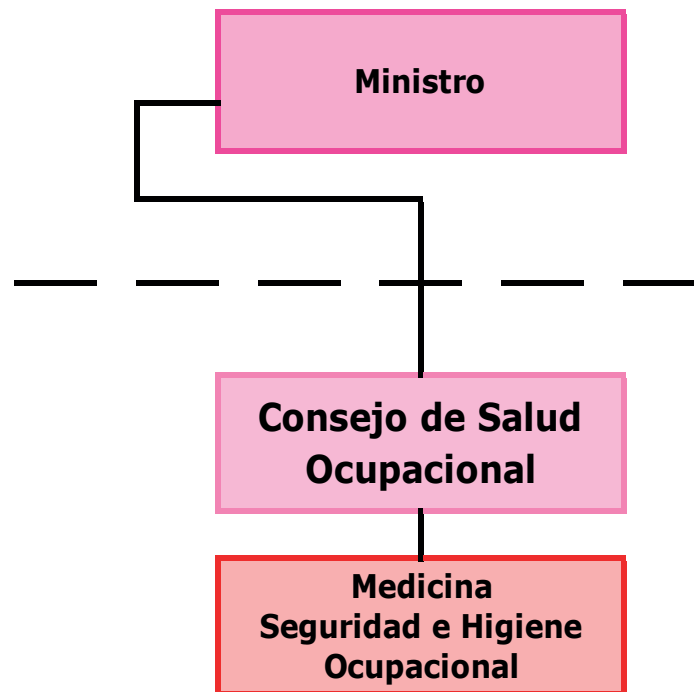 Ministro
Consejo de Salud
Ocupacional
Medicina
Seguridad e Higiene
Ocupacional